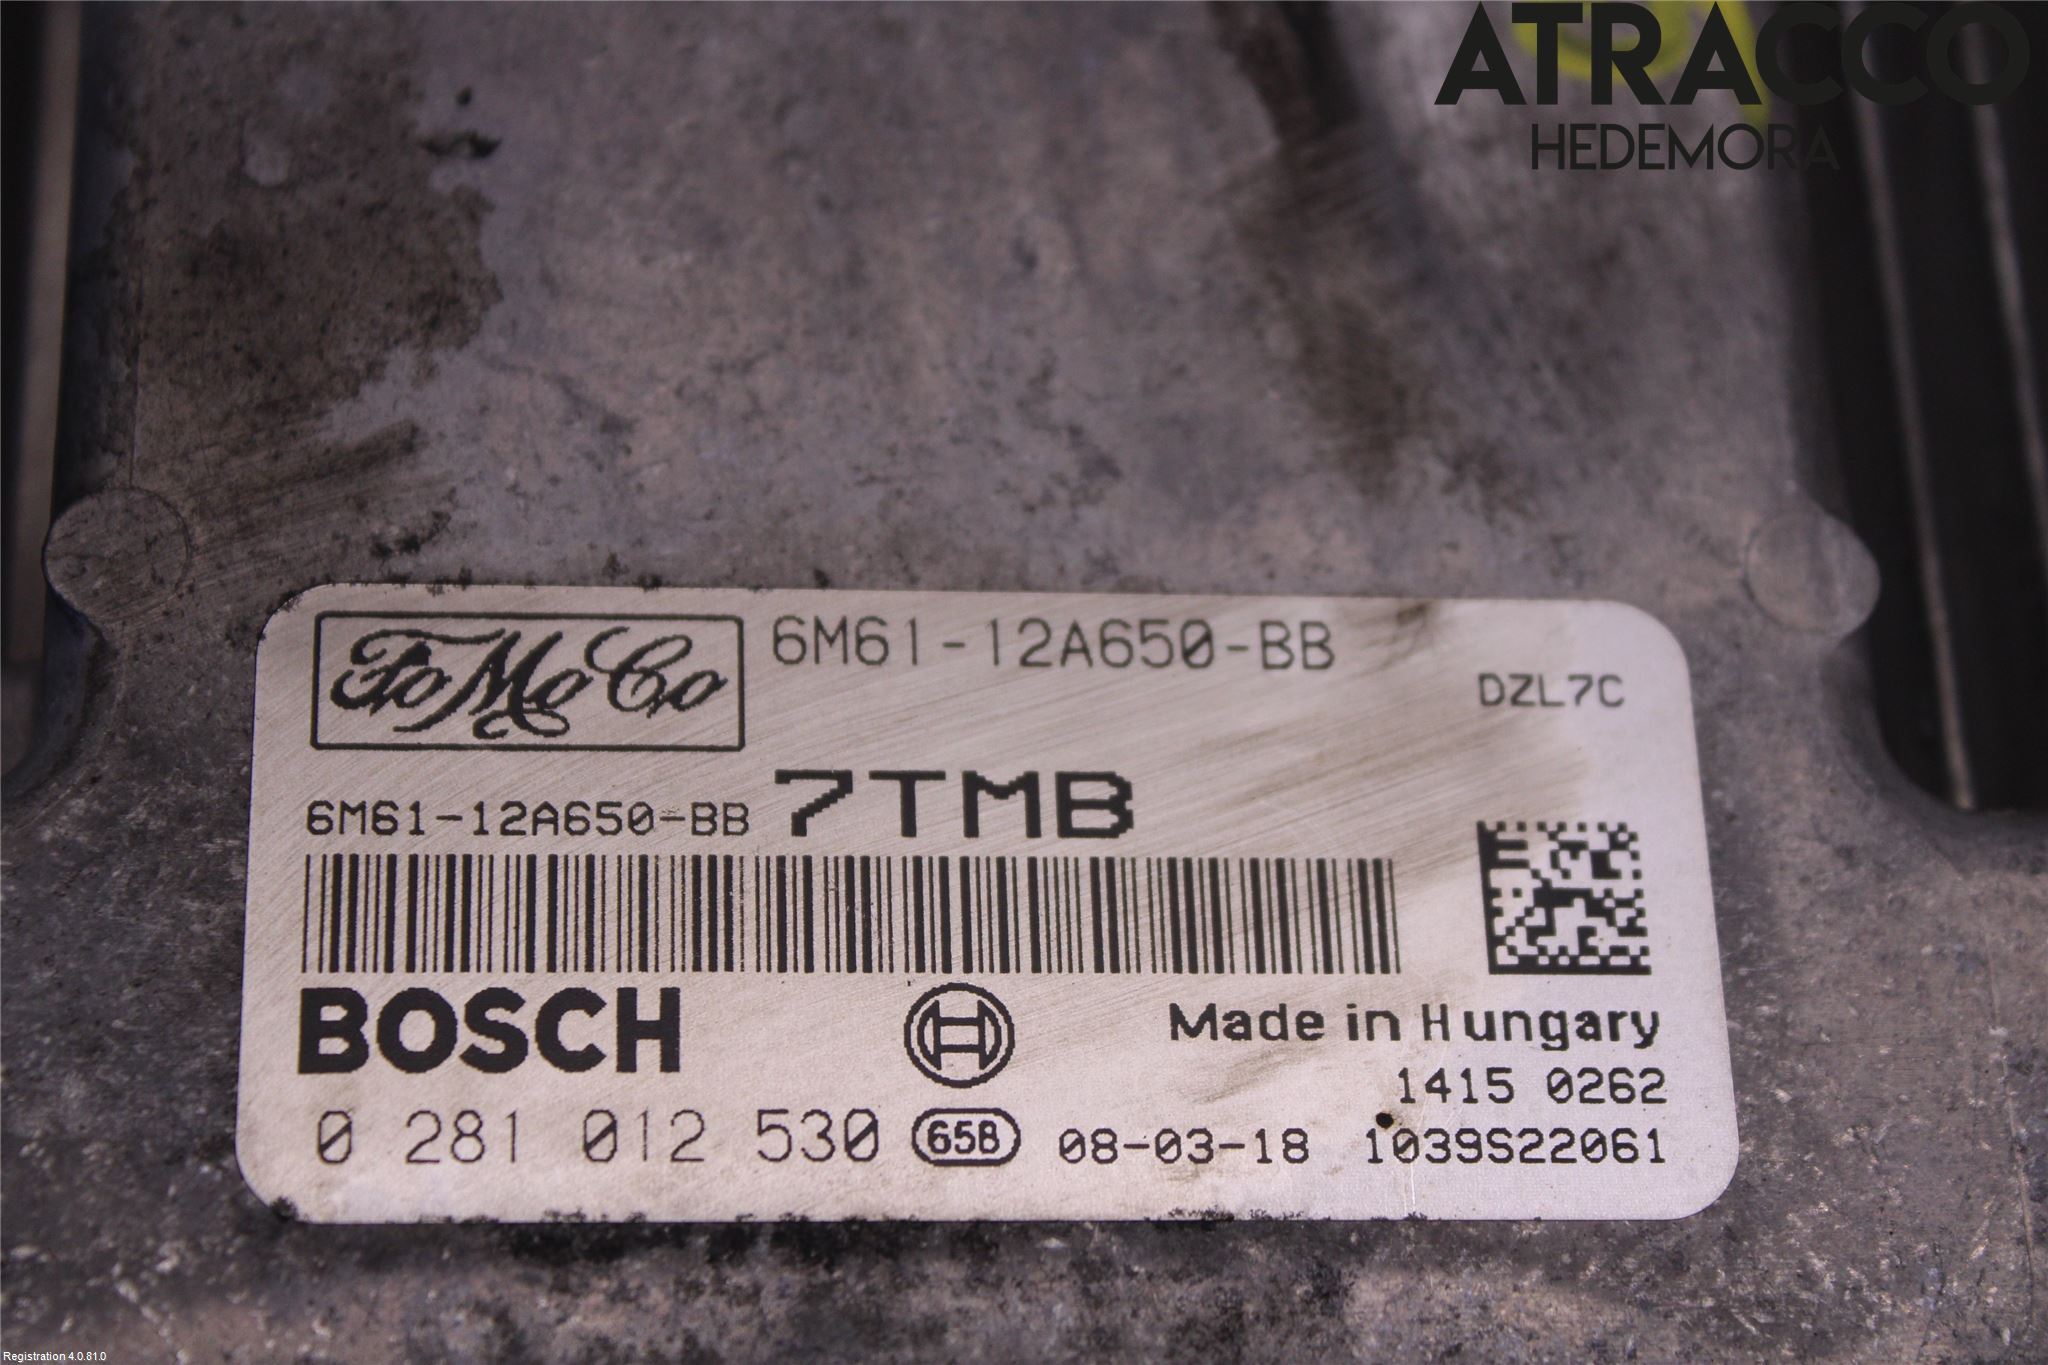 ATRACCO
HEDEMORA
FoMoCo
6M61-12A650-BB
DZL7C
6M61-12A650-BB 7TMB
BOSCH
Made in Hungary
1415 0262
0 281 012 530 65B 08-03-18 1039S22061
Registration 4.0.81.0